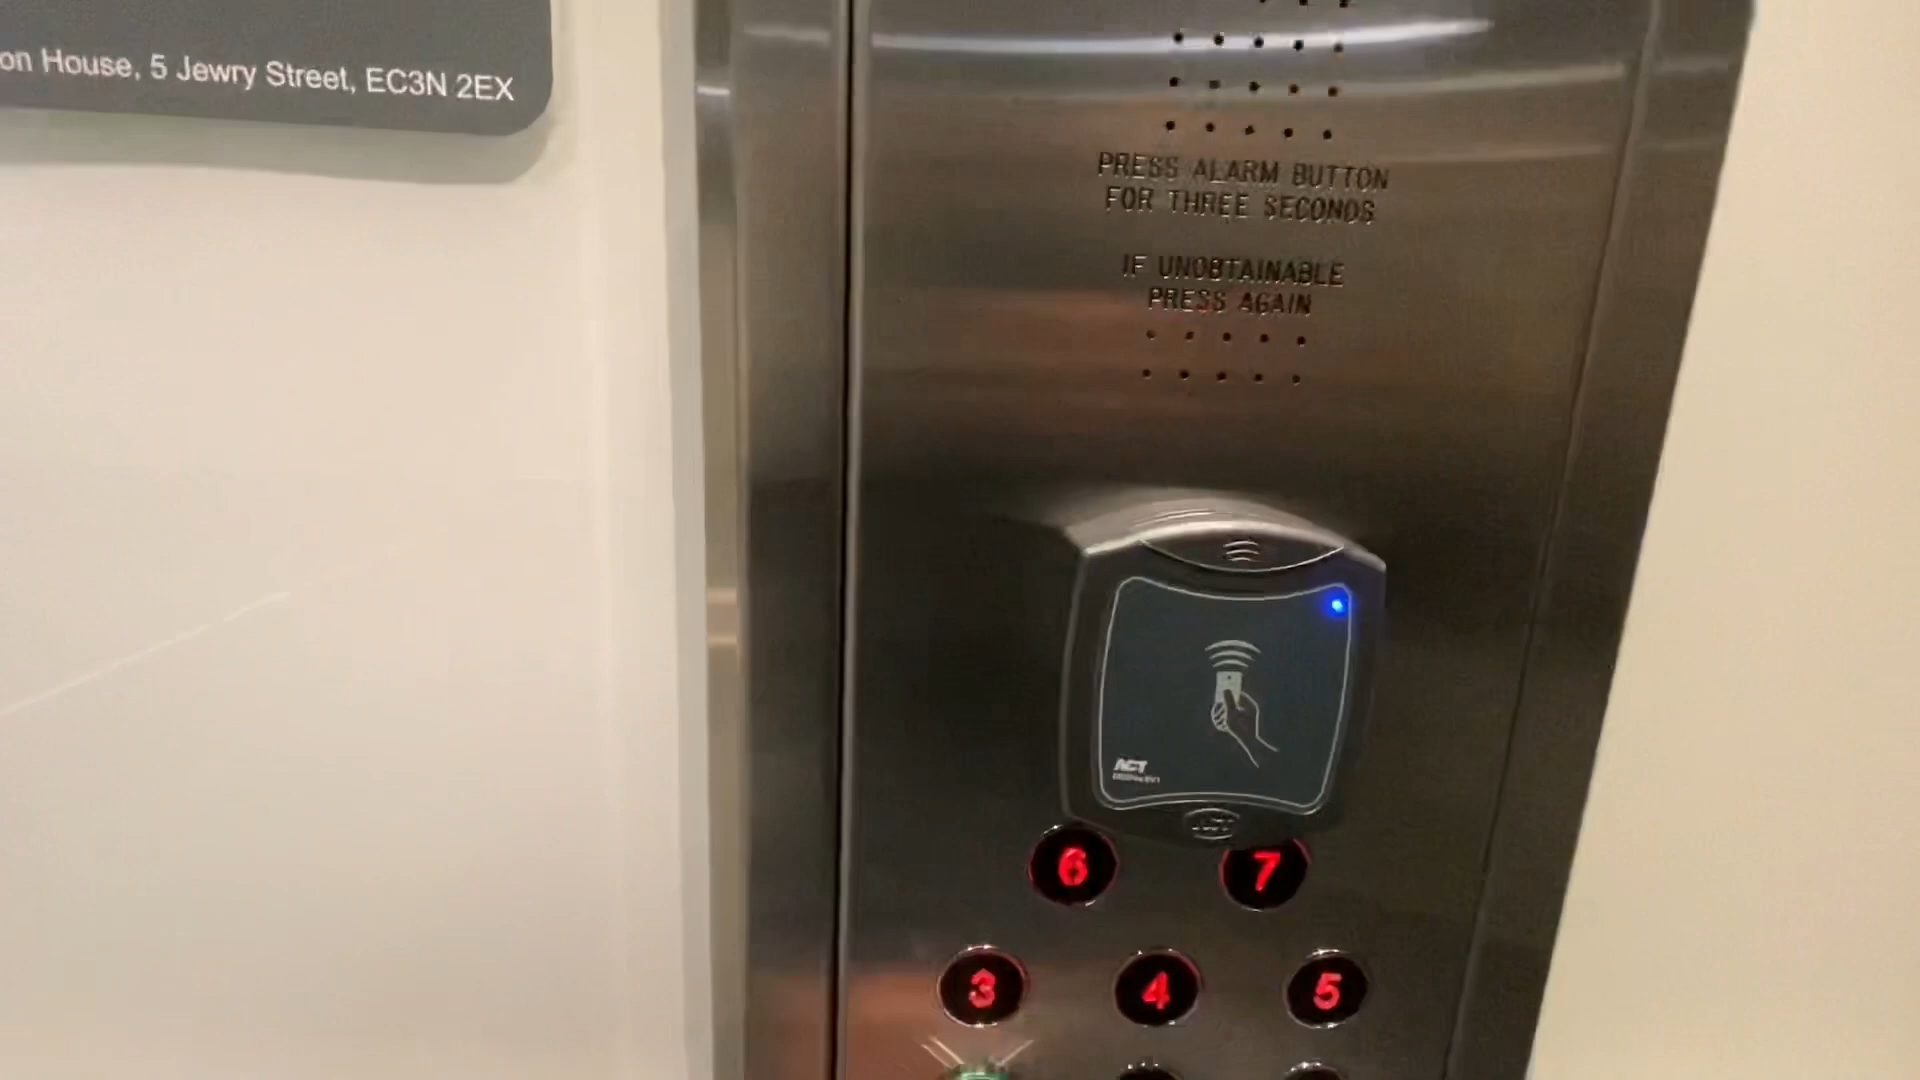 on House, 5 Jewry Street, EC3N 2EX
PRESS ALARM BUTTON
FOR THREE SECONDS
IF UNOBTAINABLE
PRESS AGAIN
ACT
6 7
3 4 5